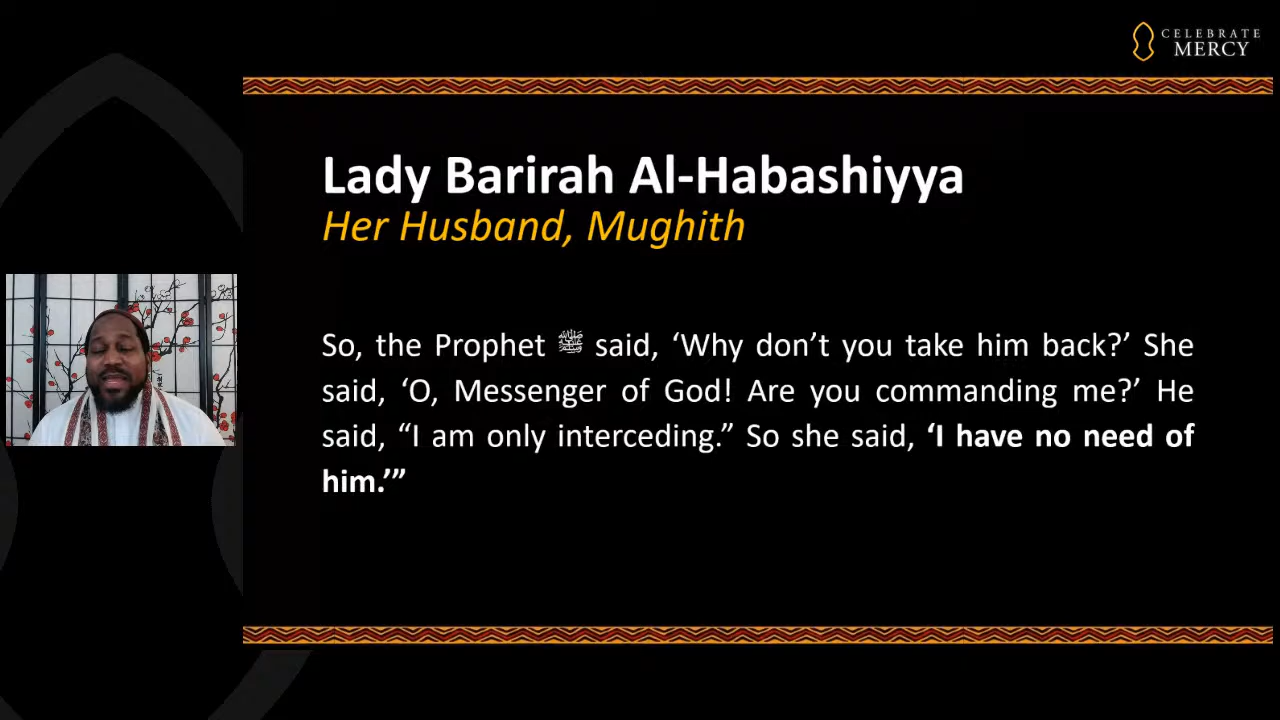 CELEBRATE
MERCY
Lady Barirah Al-Habashiyya
Her Husband, Mughith
So, the Prophet ﷺ said, ‘Why don’t you take him back?’ She
said, ‘O, Messenger of God! Are you commanding me?’ He
said, “I am only interceding.” So she said, ‘I have no need of
him.’”